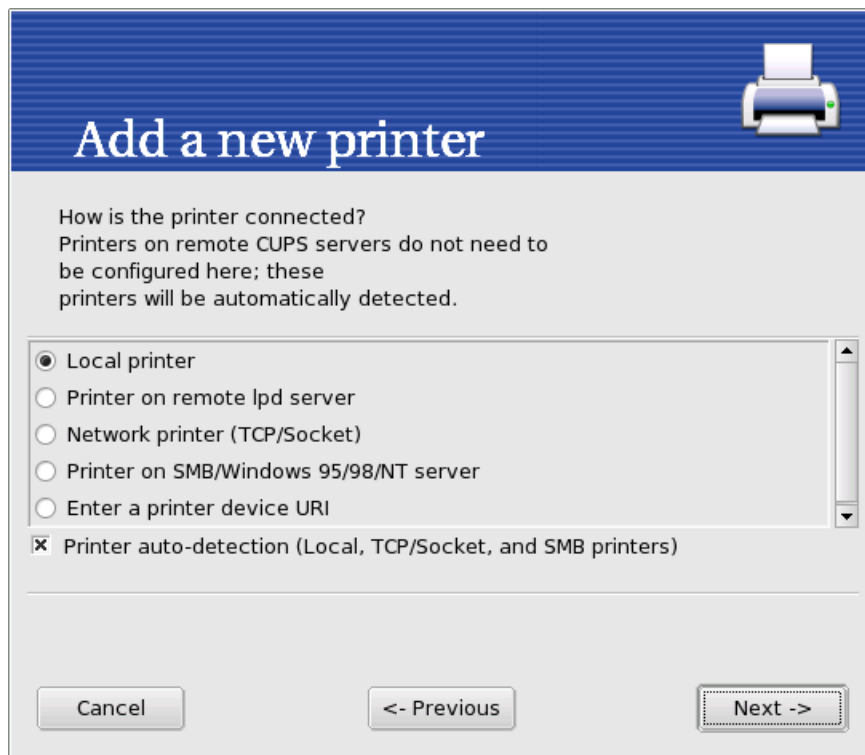 Add a new printer
How is the printer connected?
Printers on remote CUPS servers do not need to
be configured here; these
printers will be automatically detected.
Local printer
Printer on remote lpd server
Network printer (TCP/Socket)
Printer on SMB/Windows 95/98/NT server
Enter a printer device URI
Printer auto-detection (Local, TCP/Socket, and SMB printers)
Cancel
<- Previous
Next ->